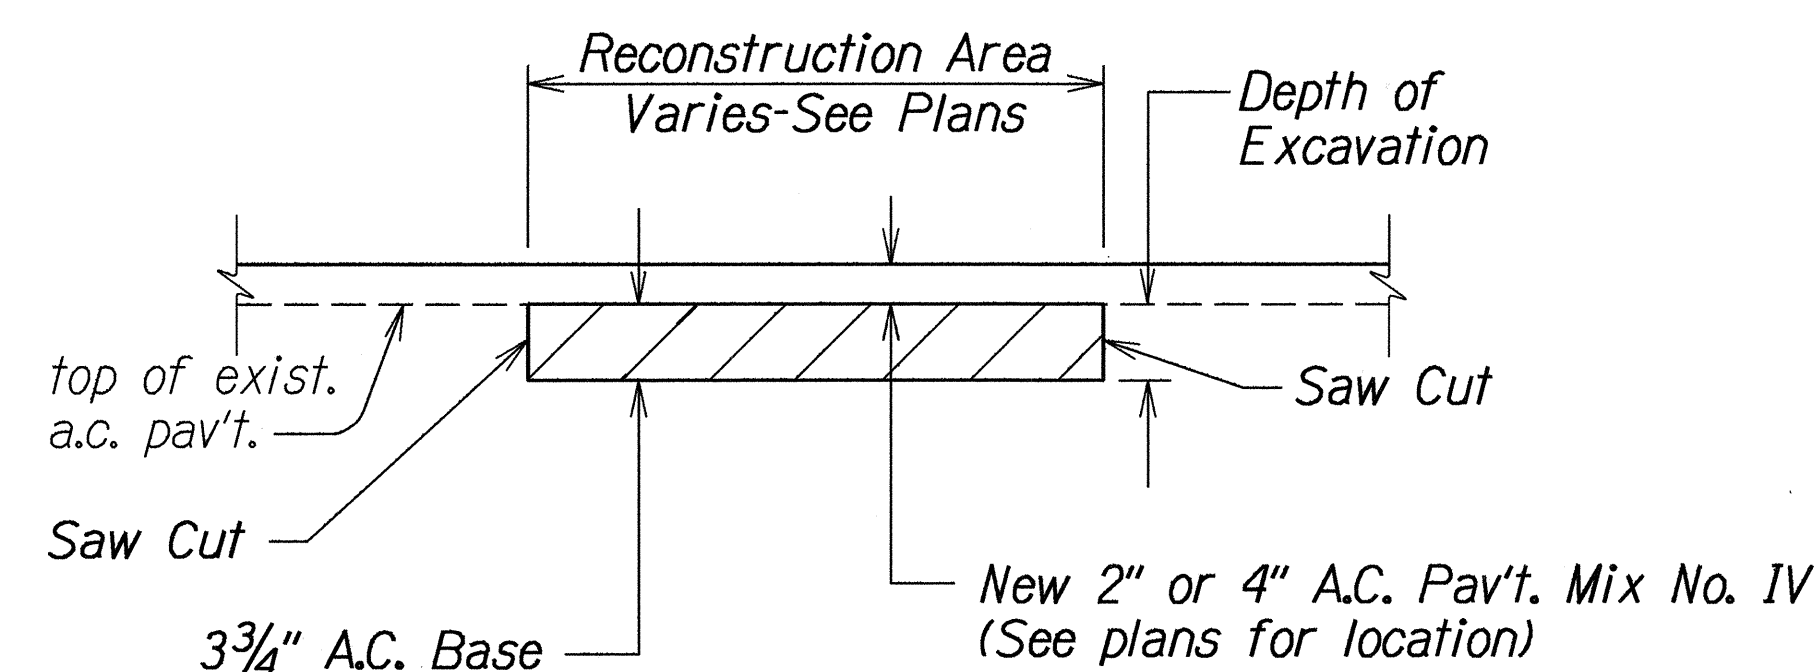 Reconstruction Area
Varies-See Plans
Depth of
Excavation
top of exist.
a.c. pav't.
Saw Cut
Saw Cut
New 2" or 4" A.C. Pav't. Mix No. IV
(See plans for location)
3¾" A.C. Base